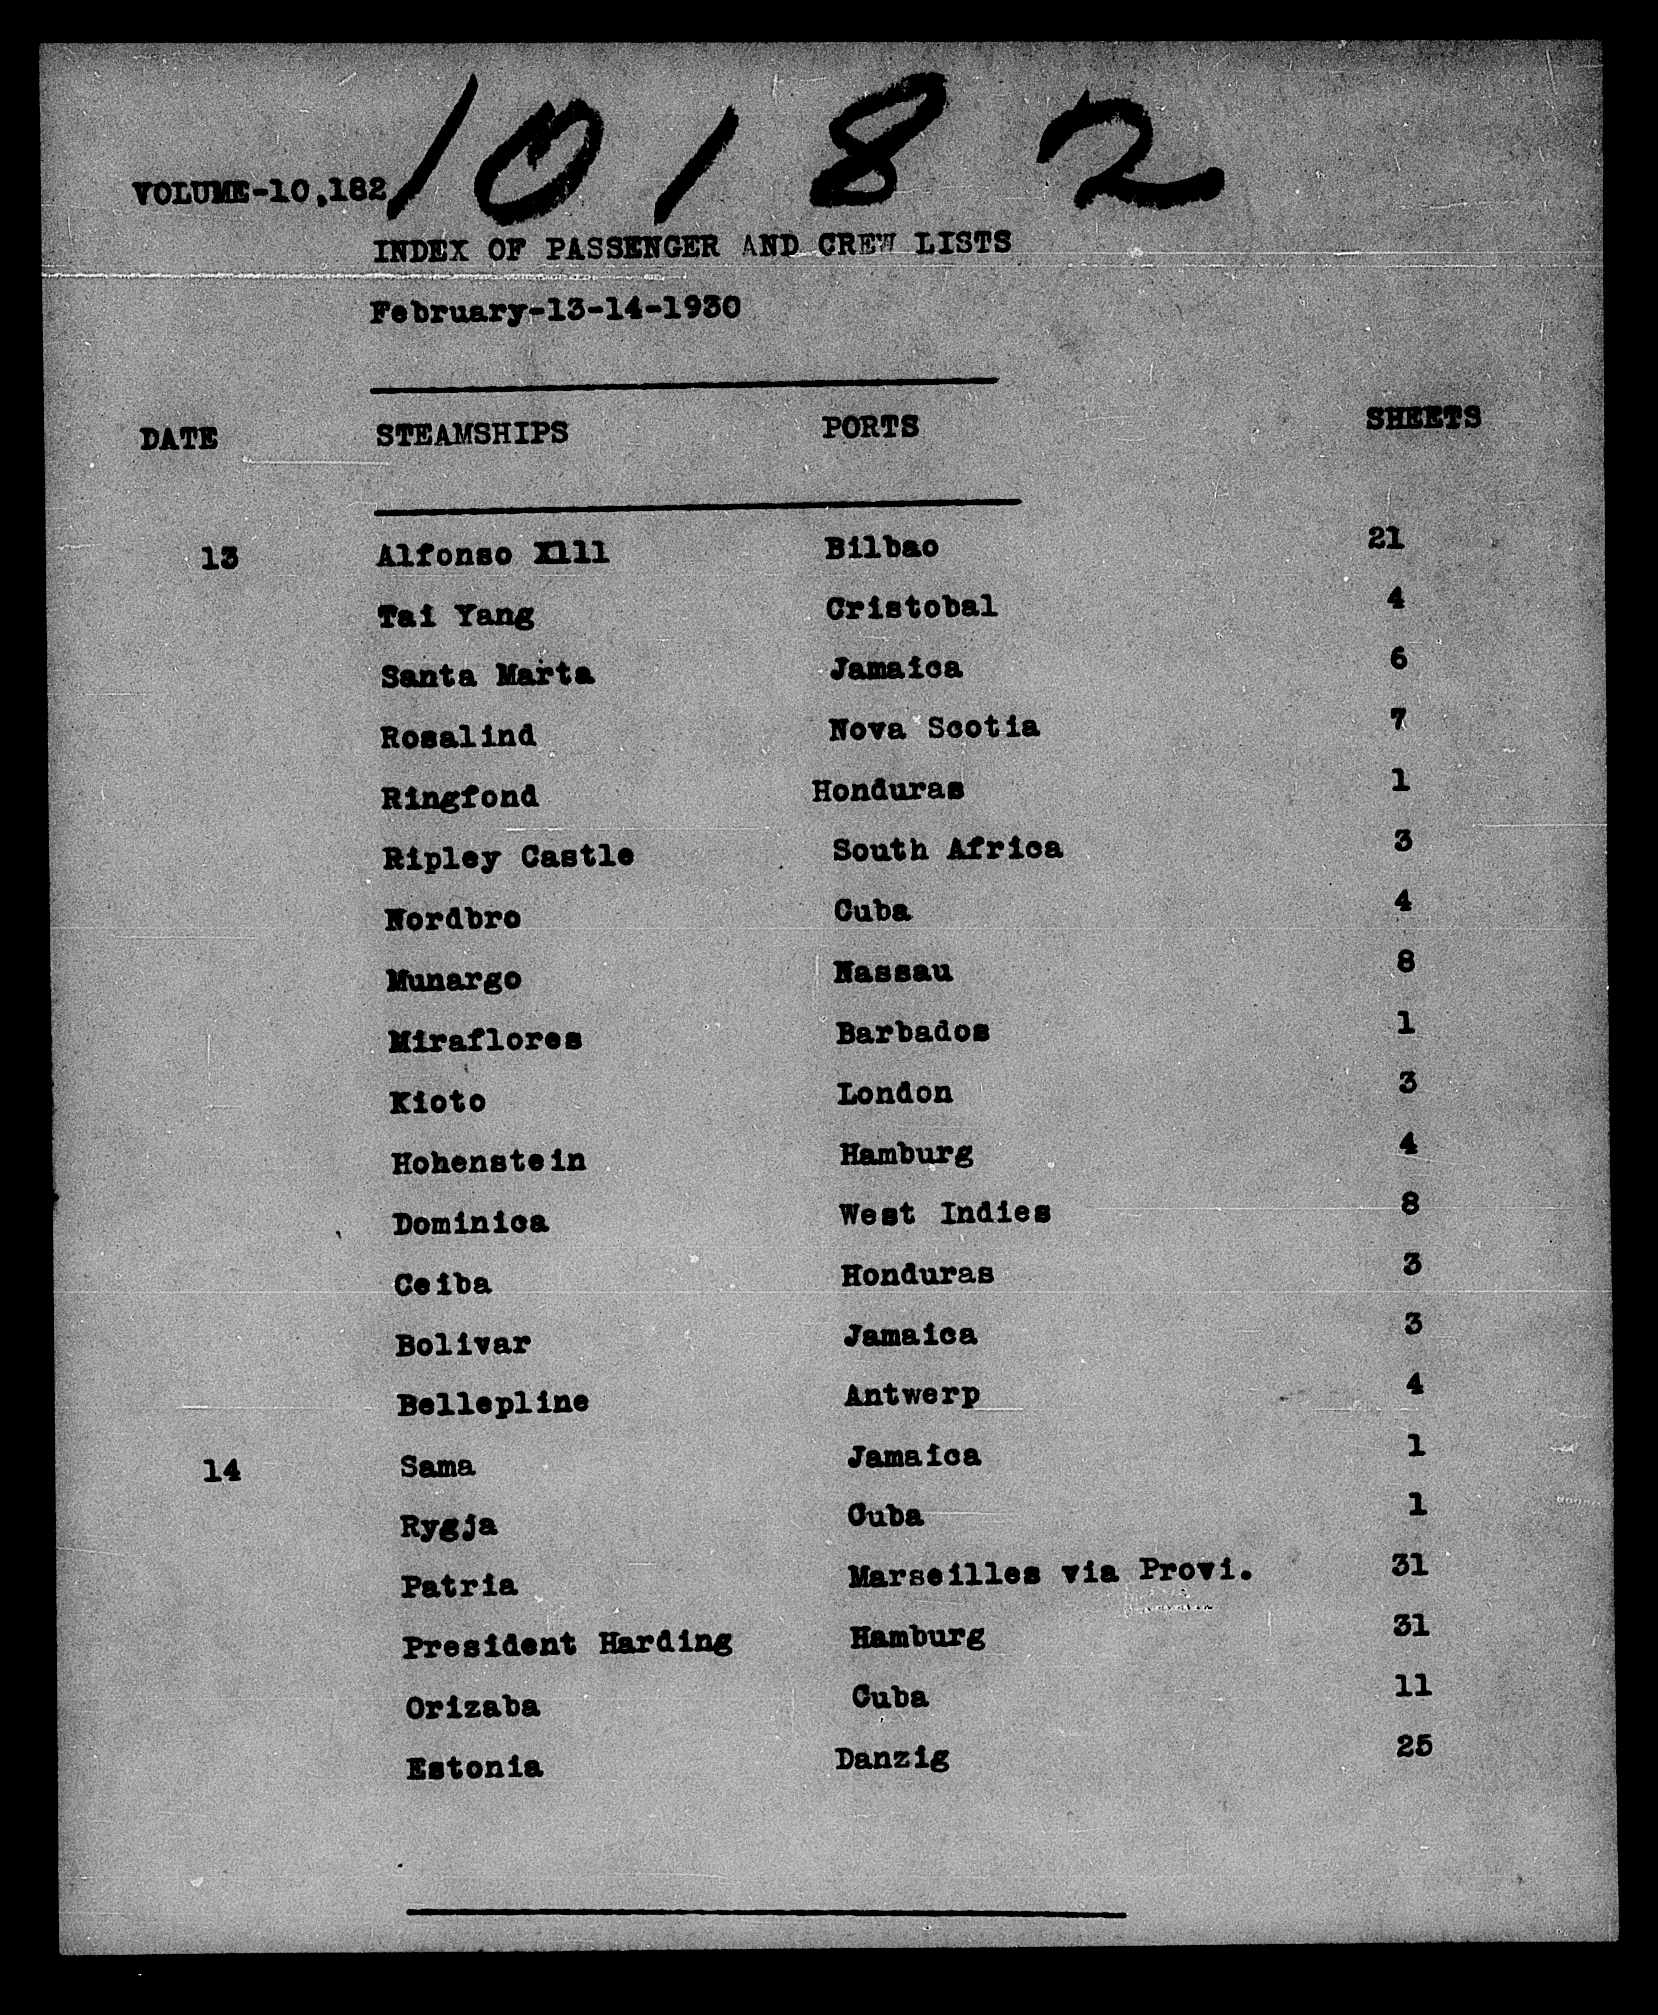 10182
VOLUME-10,182
INDEX OF PASSENGER AND CREW LISTS
February-13-14-1930
DATE STEAMSHIPS PORTS SHEETS
13 Alfonso X111 Bilbao 21
Tai Yang Cristobal 4
Santa Marta Jamaica 6
Rosalind Nova Scotia 7
Ringfond Honduras 1
Ripley Castle South Africa 3
Nordbro Cuba 4
Munargo Nassau 8
Miraflores Barbados 1
Kioto London 3
Hohenstein Hamburg 4
Dominica West Indies 8
Ceiba Honduras 3
Bolivar Jamaica 3
Bellepline Antwerp 4
14 Sama Jamaica 1
Rygja Cuba 1
Patria Marseilles via Provi. 31
President Harding Hamburg 31
Orizaba Cuba 11
Estonia Danzig 25